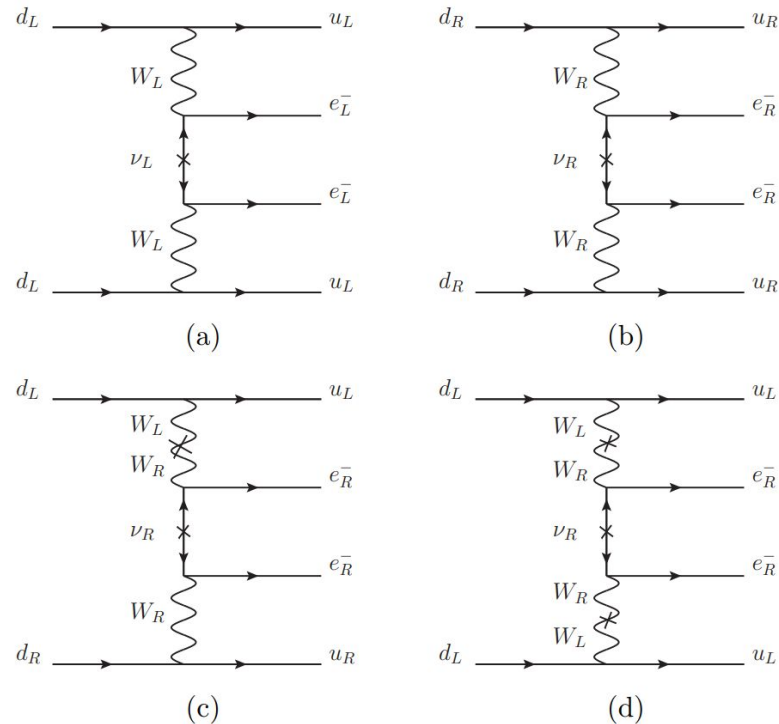 d_L u_L d_R u_R
W_L W_R
e_L^- e_R^-
ν_L ν_R
e_L^- e_R^-
W_L W_R
d_L u_L d_R u_R
(a) (b)
d_L u_L d_L u_L
W_L W_L
W_R W_R
e_R^- e_R^-
ν_R ν_R
e_R^- e_R^-
W_R W_R
W_L
d_R u_R d_L u_L
(c) (d)